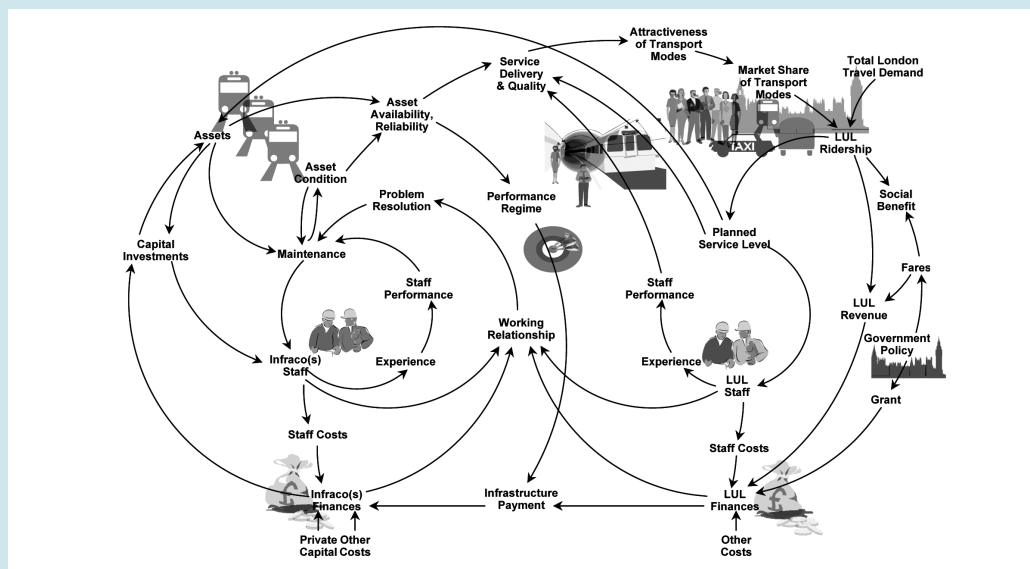 Attractiveness
of Transport
Modes
Service
Delivery
& Quality
Total London
Travel Demand
Market Share
of Transport
Modes
Asset
Availability,
Reliability
Assets
TAXI
LUL
Ridership
Asset
Condition
Problem
Resolution
Performance
Regime
Social
Benefit
Planned
Service Level
Capital
Investments
Maintenance
Fares
Staff
Performance
Staff
Performance
LUL
Revenue
Working
Relationship
Government
Policy
Infraco(s)
Staff
Experience
Experience
LUL
Staff
Grant
Staff Costs
Staff Costs
£
Infraco(s)
Finances
Infrastructure
Payment
LUL
Finances
£
Private Other
Capital Costs
Other
Costs